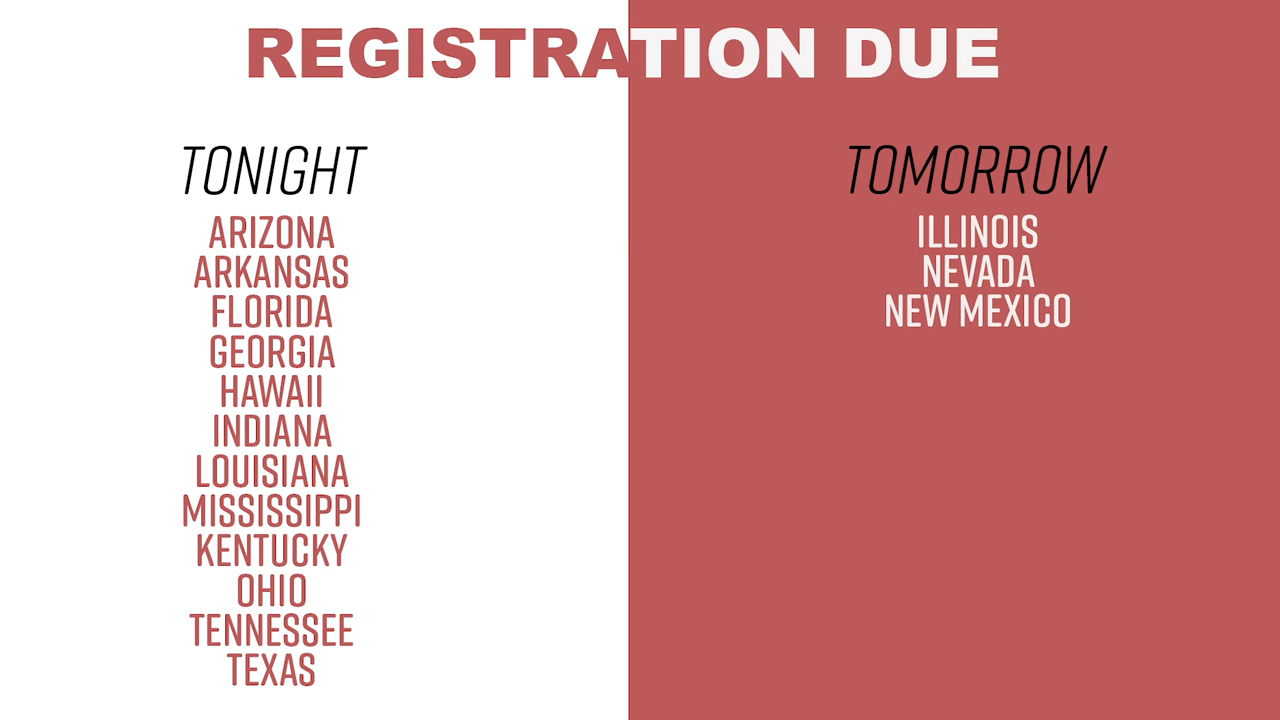 REGISTRATION DUE
TONIGHT
ARIZONA
ARKANSAS
FLORIDA
GEORGIA
HAWAII
INDIANA
LOUISIANA
MISSISSIPPI
KENTUCKY
OHIO
TENNESSEE
TEXAS
TOMORROW
ILLINOIS
NEVADA
NEW MEXICO